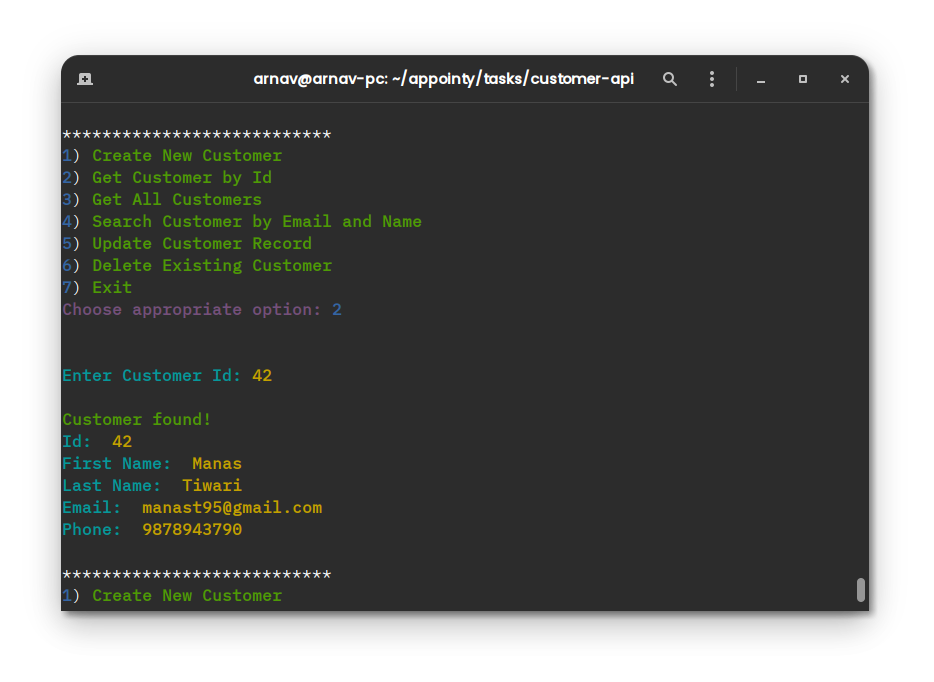 arnav@arnav-pc: ~/appointy/tasks/customer-api
***************************
1) Create New Customer
2) Get Customer by Id
3) Get All Customers
4) Search Customer by Email and Name
5) Update Customer Record
6) Delete Existing Customer
7) Exit
Choose appropriate option: 2
Enter Customer Id: 42
Customer found!
Id:  42
First Name:  Manas
Last Name:  Tiwari
Email:  manast95@gmail.com
Phone:  9878943790
***************************
1) Create New Customer